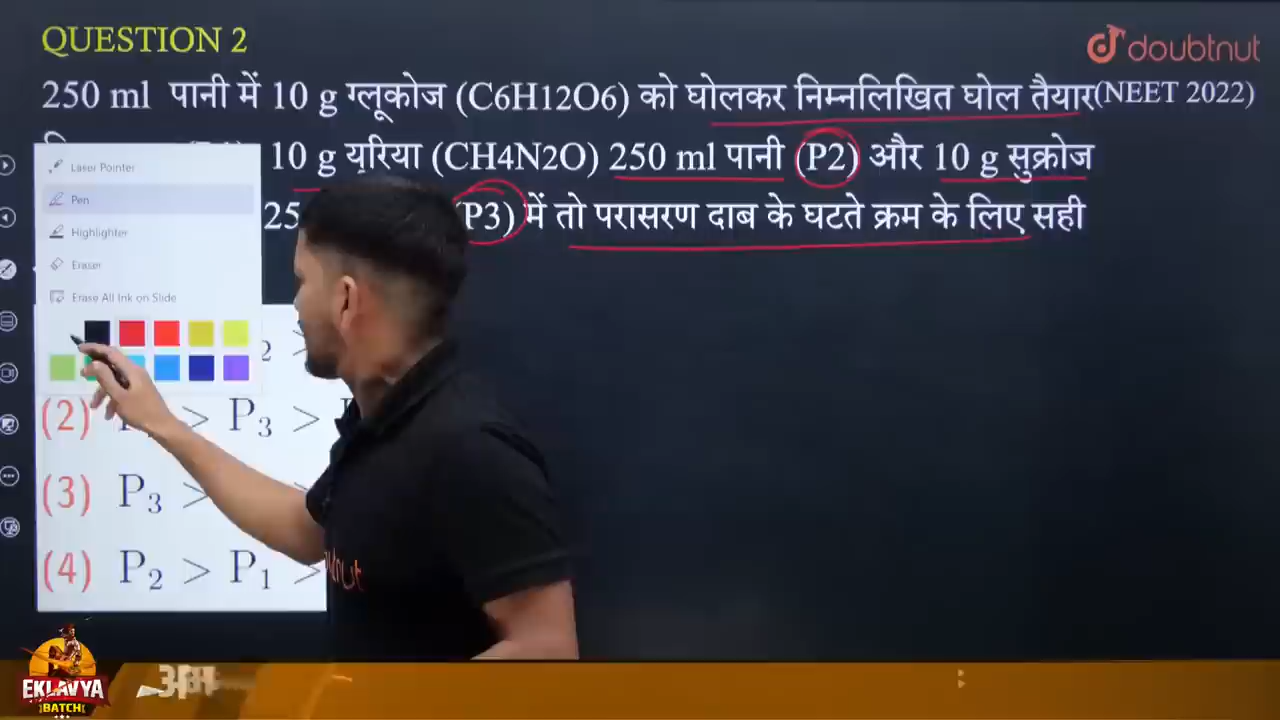 QUESTION 2
doubtnut
250 ml पानी में 10 g ग्लूकोज (C6H12O6) को घोलकर निम्नलिखित घोल तैयार(NEET 2022)
10 g यूरिया (CH4N2O) 250 ml पानी (P2) और 10 g सुक्रोज
25 (P3) में तो परासरण दाब के घटते क्रम के लिए सही
Laser Pointer
Pen
Highlighter
Eraser
Erase All Ink on Slide
2 >
(2) > P3 >
(3) P3 >
(4) P2 > P1 >
EKLAVYA
BATCH